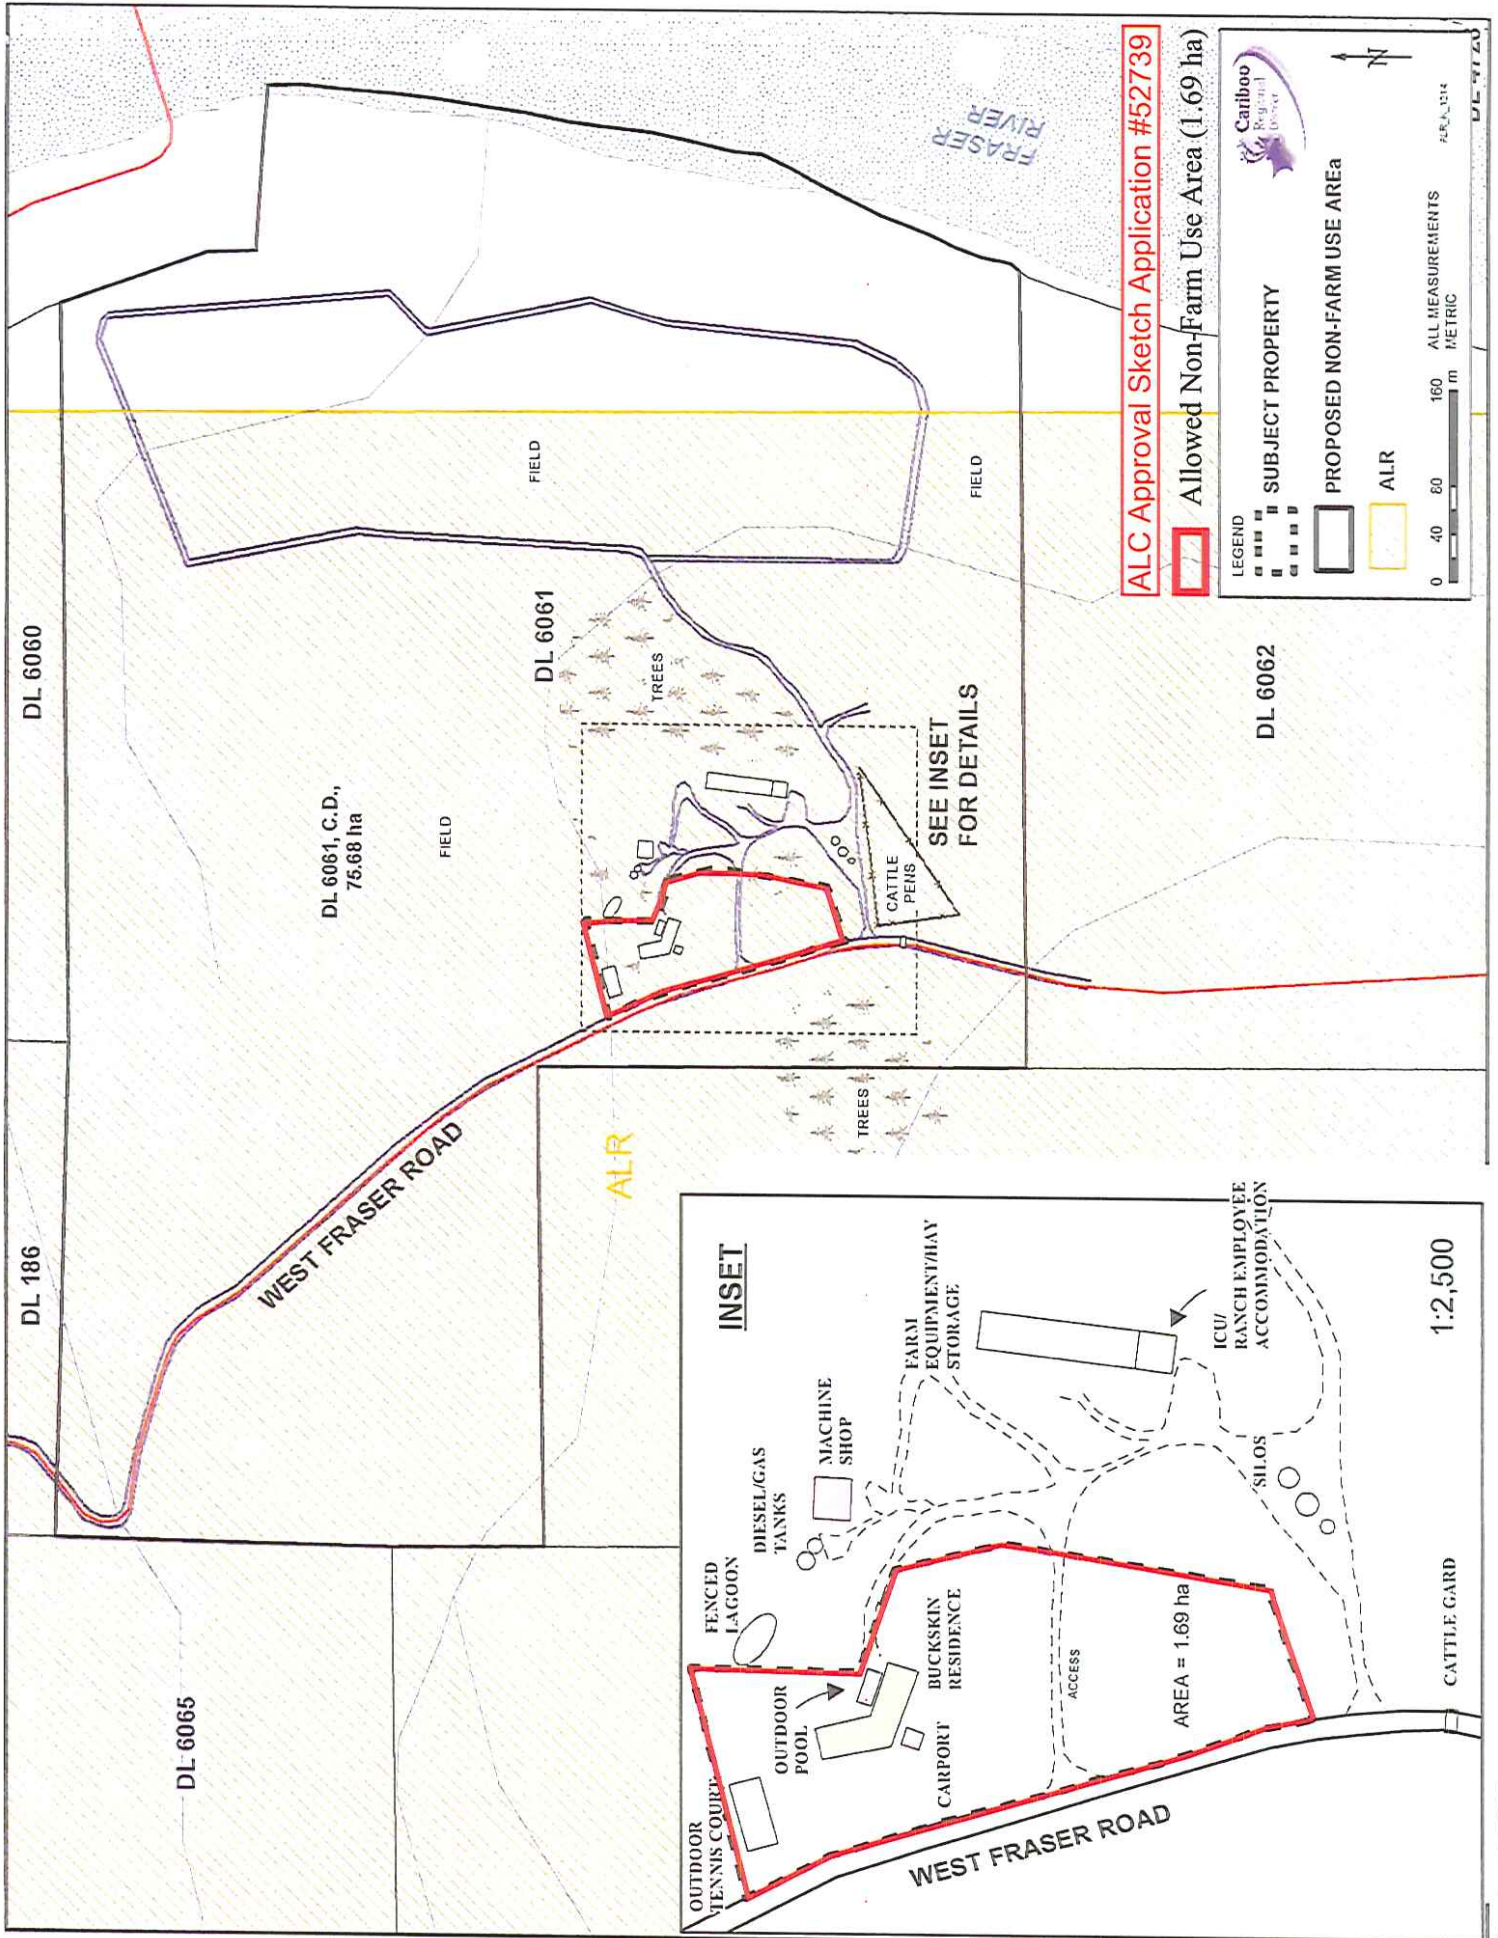 DL 186
DL 6060
DL 6065
DL 6061, C.D.,
75.68 ha
FIELD
WEST FRASER ROAD
ALR
DL 6061
TREES
FIELD
FIELD
FRASER
RIVER
CATTLE
PENS
SEE INSET
FOR DETAILS
TREES
DL 6062
INSET
OUTDOOR
TENNIS COURT
FENCED
LAGOON
DIESEL/GAS
TANKS
MACHINE
SHOP
OUTDOOR
POOL
BUCKSKIN
RESIDENCE
CARPORT
FARM
EQUIPMENT/HAY
STORAGE
ACCESS
AREA = 1.69 ha
WEST FRASER ROAD
SILOS
ICU/
RANCH EMPLOYEE
ACCOMMODATION
CATTLE GARD
1:2,500
ALC Approval Sketch Application #52739
Allowed Non-Farm Use Area (1.69 ha)
LEGEND
SUBJECT PROPERTY
PROPOSED NON-FARM USE AREa
ALR
Cariboo
Regional
District
N
0 40 80 160 m
ALL MEASUREMENTS
METRIC